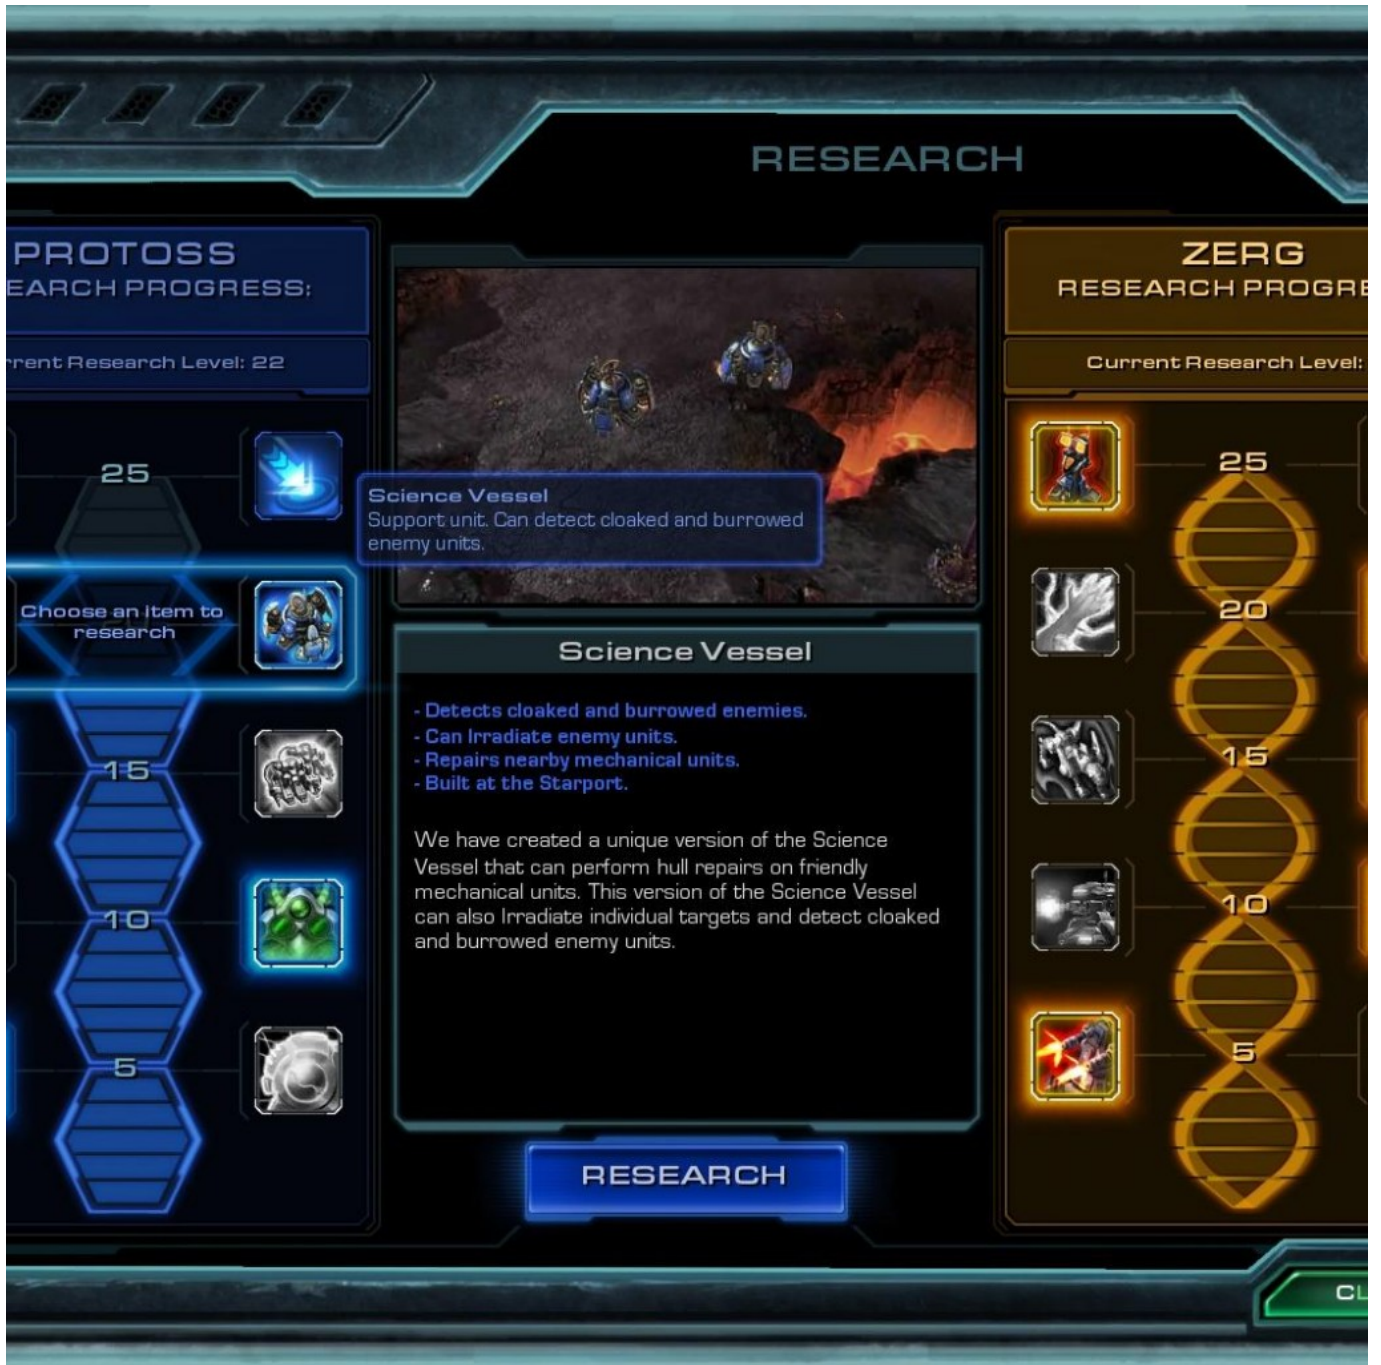 RESEARCH
PROTOSS
EARCH PROGRESS:
rrent Research Level: 22
25
Choose an item to
research
15
10
5
Science Vessel
Support unit. Can detect cloaked and burrowed
enemy units.
Science Vessel
- Detects cloaked and burrowed enemies.
- Can Irradiate enemy units.
- Repairs nearby mechanical units.
- Built at the Starport.
We have created a unique version of the Science
Vessel that can perform hull repairs on friendly
mechanical units. This version of the Science Vessel
can also Irradiate individual targets and detect cloaked
and burrowed enemy units.
RESEARCH
ZERG
RESEARCH PROGRE
Current Research Level:
25
20
15
10
5
CL